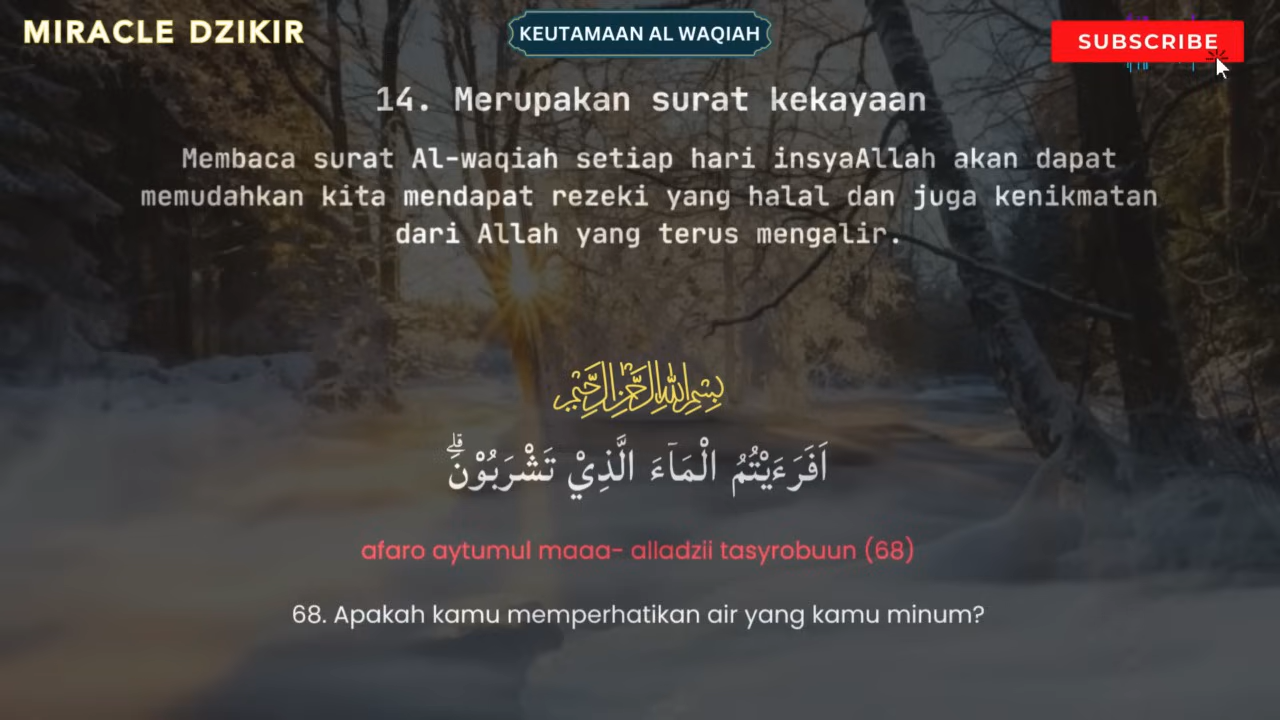 MIRACLE DZIKIR
KEUTAMAAN AL WAQIAH
SUBSCRIBE
14. Merupakan surat kekayaan
Membaca surat Al-waqiah setiap hari insyaAllah akan dapat
memudahkan kita mendapat rezeki yang halal dan juga kenikmatan
dari Allah yang terus mengalir.
بِسْمِ اللهِ الرَّحْمٰنِ الرَّحِيْمِ
اَفَرَءَيْتُمُ الْمَاۤءَ الَّذِيْ تَشْرَبُوْنَۗ
afaro aytumul maaa- alladzii tasyrobuun (68)
68. Apakah kamu memperhatikan air yang kamu minum?